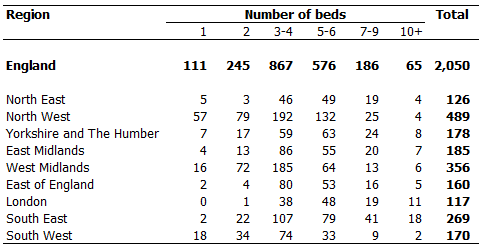 Region Number of beds Total
1 2 3-4 5-6 7-9 10+
England 111 245 867 576 186 65 2,050
North East 5 3 46 49 19 4 126
North West 57 79 192 132 25 4 489
Yorkshire and The Humber 7 17 59 63 24 8 178
East Midlands 4 13 86 55 20 7 185
West Midlands 16 72 185 64 13 6 356
East of England 2 4 80 53 16 5 160
London 0 1 38 48 19 11 117
South East 2 22 107 79 41 18 269
South West 18 34 74 33 9 2 170